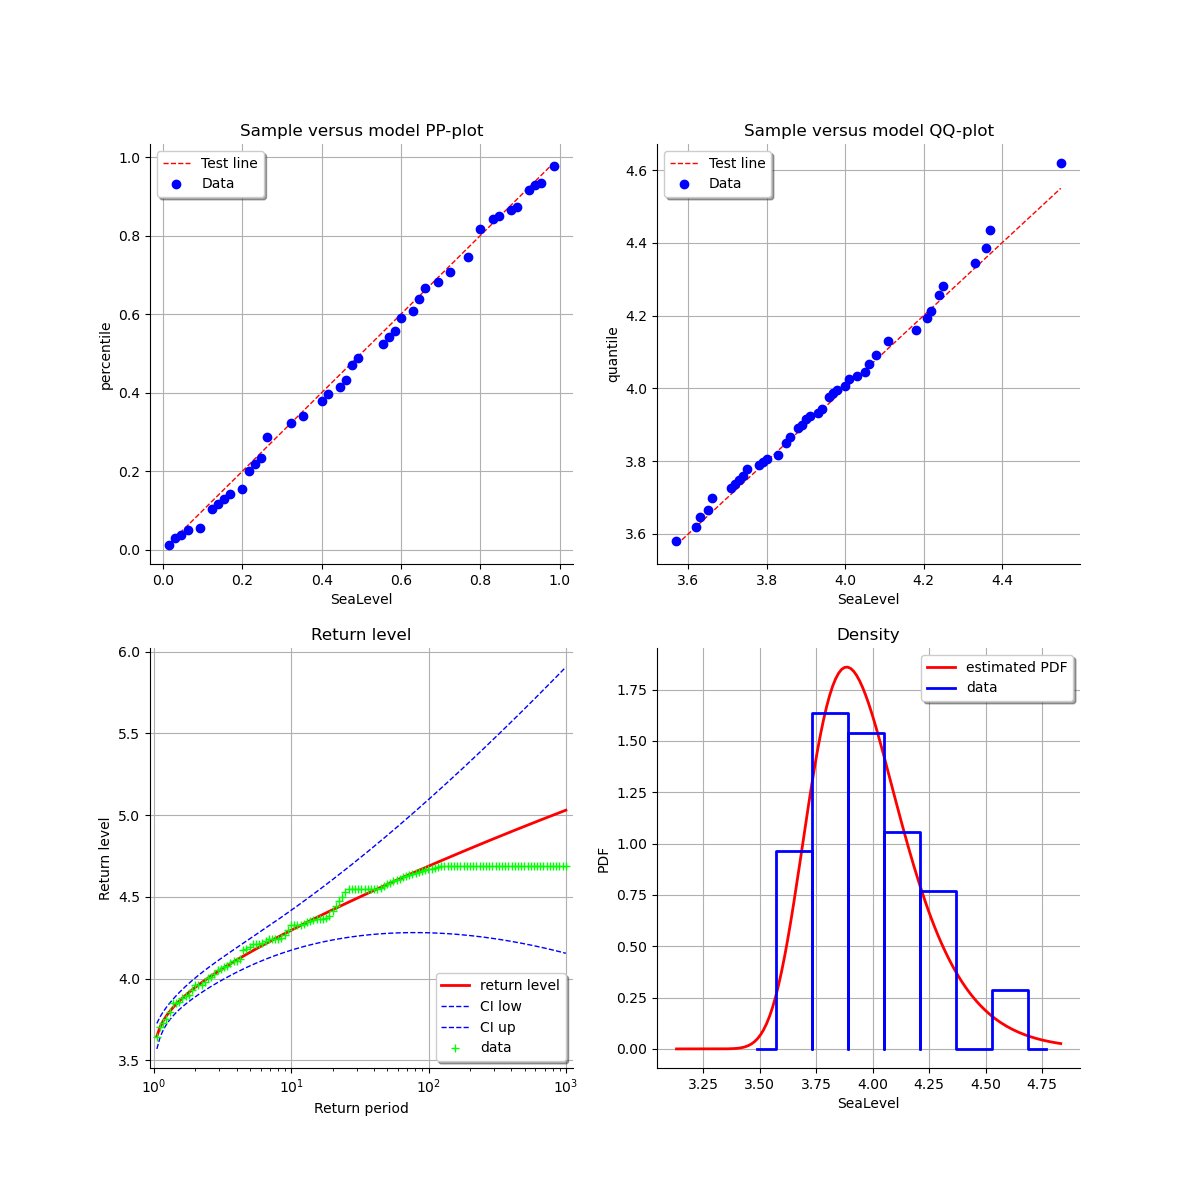 Sample versus model PP-plot
Test line
Data
1.0
0.8
0.6
0.4
0.2
0.0
percentile
0.0 0.2 0.4 0.6 0.8 1.0
SeaLevel
Sample versus model QQ-plot
Test line
Data
4.6
4.4
4.2
4.0
3.8
3.6
quantile
3.6 3.8 4.0 4.2 4.4
SeaLevel
Return level
6.0
5.5
5.0
4.5
4.0
3.5
Return level
return level
CI low
CI up
data
10⁰ 10¹ 10² 10³
Return period
Density
estimated PDF
data
1.75
1.50
1.25
1.00
0.75
0.50
0.25
0.00
PDF
3.25 3.50 3.75 4.00 4.25 4.50 4.75
SeaLevel